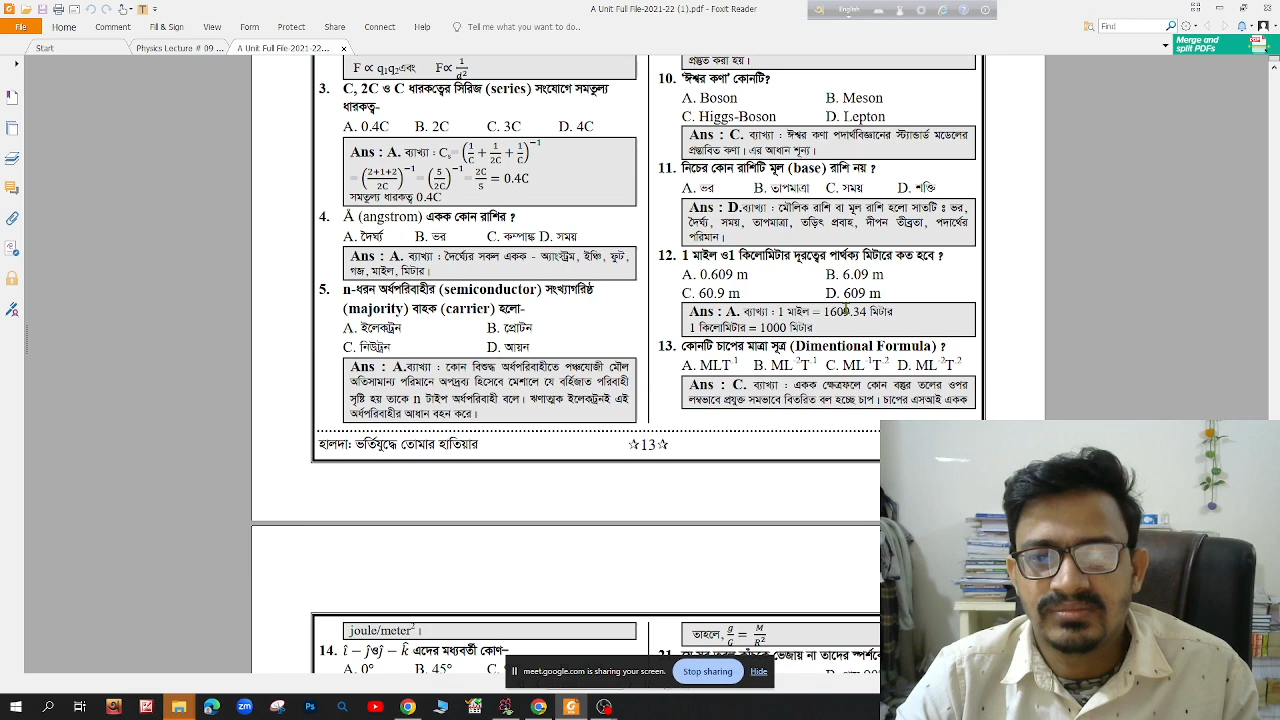 A Unit Full File-2021-22 (1).pdf - Foxit Reader
English
File Home Comment Fill & Sign View Form Protect Share Connect Help Tell me what you want to do...
Find
Start Physics Lecture # 09 ... A Unit Full File-2021-22...
Merge and
split PDFs
F ∝ q₁q₂এবং F∝ 1/d²
3. C, 2C ও C ধারকত্বের সিরিজ (series) সংযোগে সমতুল্য
ধারকত্ব-
A. 0.4C B. 2C C. 3C D. 4C
Ans : A. ব্যাখ্যা : Cₛ= (1/C + 1/2C + 1/C)⁻¹
= ((2+1+2)/2C)⁻¹ = (5/2C)⁻¹ = 2C/5 = 0.4C
সমতুল্য ধারকত্ব 0.4C
4. Å (angstrom) একক কোন রাশির ?
A. দৈর্ঘ্য B. ভর C. কম্পাঙ্ক D. সময়
Ans : A. ব্যাখ্যা : দৈর্ঘ্যের সকল একক - অ্যাংস্ট্রম, ইঞ্চি, ফুট,
গজ, মাইল, মিটার।
5. n-ধরন অর্ধপরিবাহীর (semiconductor) সংখ্যাগরিষ্ঠ
(majority) বাহক (carrier) হলো-
A. ইলেকট্রন B. প্রোটন
C. নিউট্রন D. আয়ন
Ans : A.ব্যাখ্যা : কোন বিশুদ্ধ অর্ধপরিবাহীতে পঞ্চযোজী মৌল
অতিসামান্য পরিমানে অপদ্রব্য হিসেবে মেশালে যে বর্হিজাত পরিবাহী
সৃষ্টি হয় তাকে n টাইপ অর্ধপরিবাহী বলে। ঋণাত্মক ইলেকট্রনই এই
অর্ধপরিবাহীর আধান বহন করে।
প্রস্তুত করা হয়।
10. ‘ঈশ্বর কণা’ কোনটি?
A. Boson B. Meson
C. Higgs-Boson D. Lepton
Ans : C. ব্যাখ্যা : ঈশ্বর কণা পদার্থবিজ্ঞানের স্ট্যান্ডার্ড মডেলের
প্রস্তাবিত কণা। এর আধান শূন্য।
11. নিচের কোন রাশিটি মূল (base) রাশি নয় ?
A. ভর B. তাপমাত্রা C. সময় D. শক্তি
Ans : D.ব্যাখ্যা : মৌলিক রাশি বা মূল রাশি হলো সাতটি ঃ ভর,
দৈর্ঘ্য, সময়, তাপমাত্রা, তড়িৎ প্রবাহ, দীপন তীব্রতা, পদার্থের
পরিমান।
12. 1 মাইল ও1 কিলোমিটার দূরত্বের পার্থক্য মিটারে কত হবে ?
A. 0.609 m B. 6.09 m
C. 60.9 m D. 609 m
Ans : A. ব্যাখ্যা : 1 মাইল = 1609.34 মিটার
1 কিলোমিটার = 1000 মিটার
13. কোনটি চাপের মাত্রা সূত্র (Dimentional Formula) ?
A. MLT⁻¹ B. ML⁻²T⁻¹ C. ML⁻¹T⁻² D. ML⁻²T⁻²
Ans : C. ব্যাখ্যা : একক ক্ষেত্রফলে কোন বস্তুর তলের ওপর
লম্বভাবে প্রযুক্ত সমভাবে বিতরিত বল হচ্ছে চাপ। চাপের এসআই একক
হালদা: ভর্তিযুদ্ধে তোমার হাতিয়ার ☆13☆
joule/meter²।
14. î − ĵওĵ − k̂ এদের মধ্যবর্তী কোণ–
A. 0° B. 45° C.
তাহলে, g/G = M/R²
21.
meet.google.com is sharing your screen. Stop sharing Hide